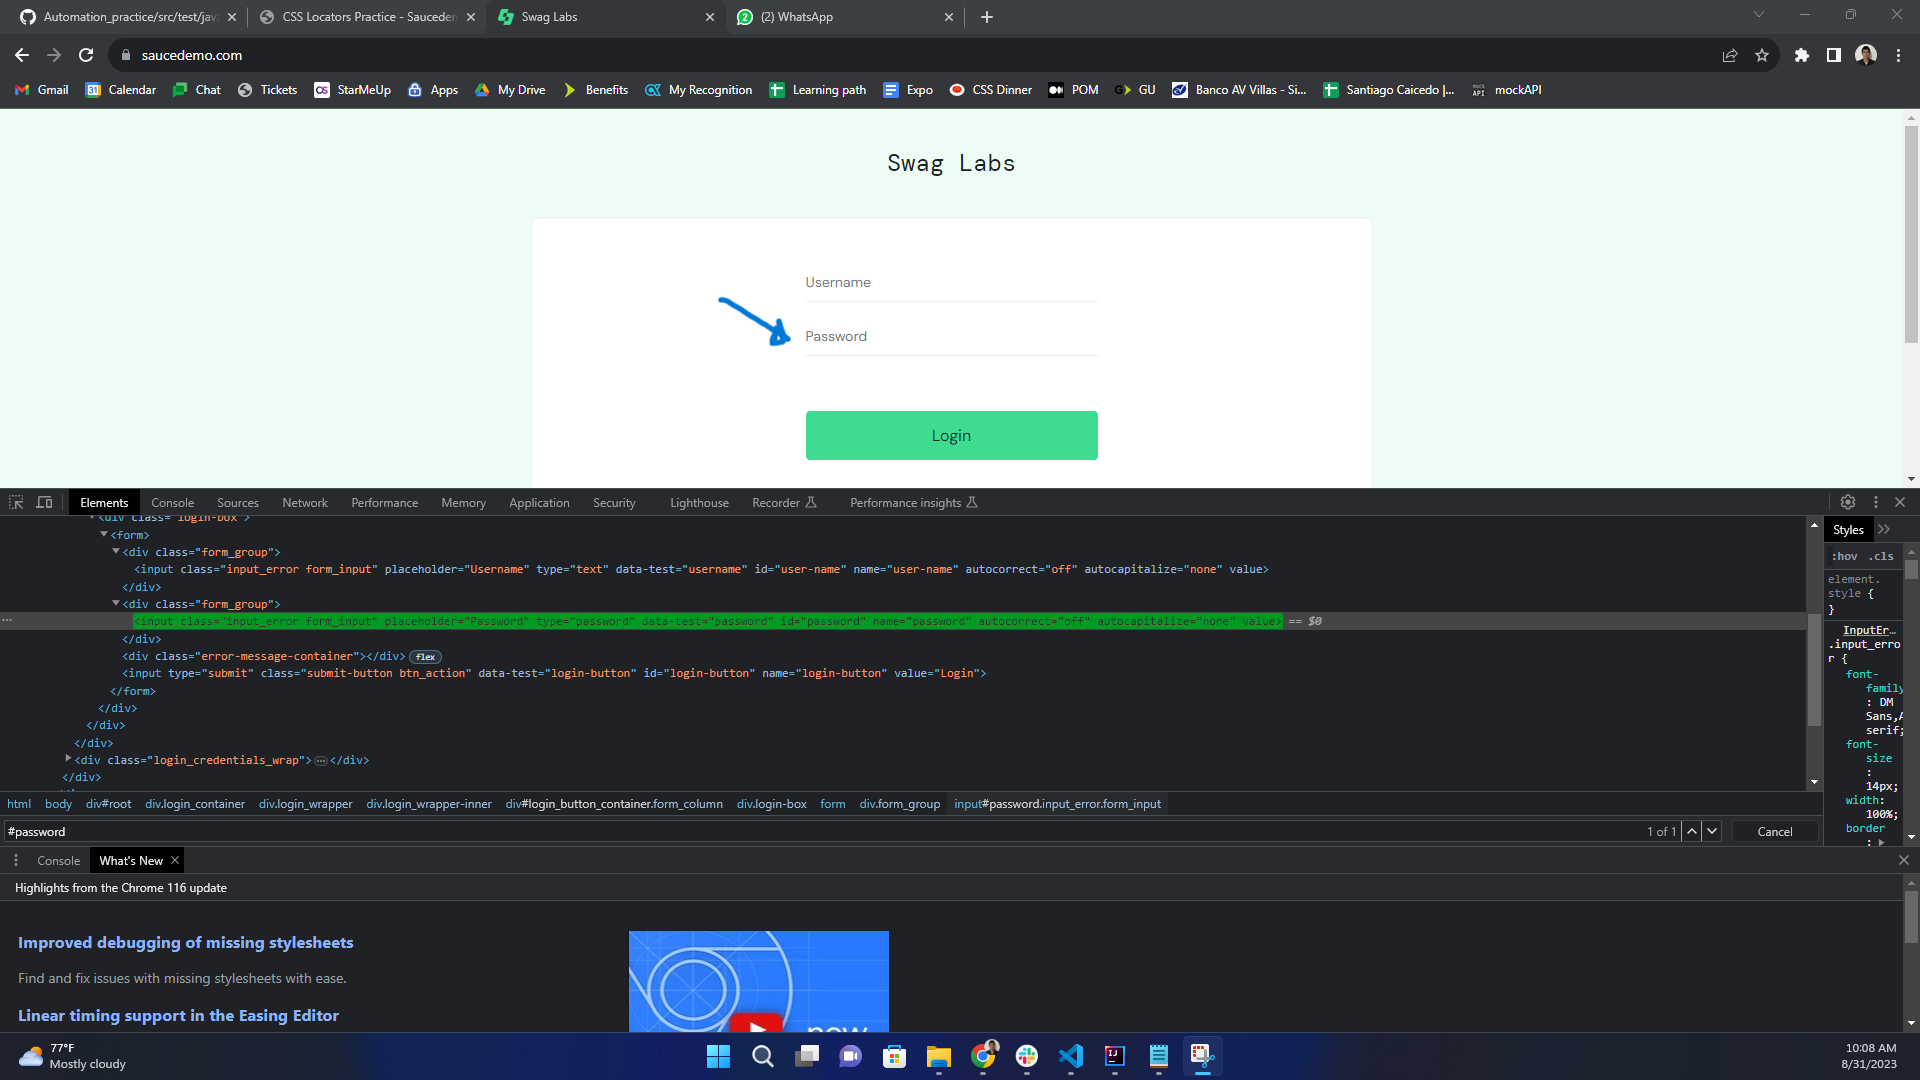 Automation_practice/src/test/java
CSS Locators Practice - Saucedem
Swag Labs
(2) WhatsApp
saucedemo.com
Gmail
Calendar
Chat
Tickets
StarMeUp
Apps
My Drive
Benefits
My Recognition
Learning path
Expo
CSS Dinner
POM
GU
Banco AV Villas - Si...
Santiago Caicedo |...
mockAPI
Swag Labs
Username
Password
Login
Elements
Console
Sources
Network
Performance
Memory
Application
Security
Lighthouse
Recorder
Performance insights
<div class="login-box">
<form>
<div class="form_group">
<input class="input_error form_input" placeholder="Username" type="text" data-test="username" id="user-name" name="user-name" autocorrect="off" autocapitalize="none" value>
</div>
<div class="form_group">
<input class="input_error form_input" placeholder="Password" type="password" data-test="password" id="password" name="password" autocorrect="off" autocapitalize="none" value> == $0
</div>
<div class="error-message-container"></div> flex
<input type="submit" class="submit-button btn_action" data-test="login-button" id="login-button" name="login-button" value="Login">
</form>
</div>
</div>
</div>
<div class="login_credentials_wrap">…</div>
</div>
Styles
:hov .cls
element.
style {
}
InputEr…
.input_erro
r {
font-
family
: DM
Sans,A
serif;
font-
size
:
14px;
width:
100%;
border
:
html body div#root div.login_container div.login_wrapper div.login_wrapper-inner div#login_button_container.form_column div.login-box form div.form_group input#password.input_error.form_input
#password
1 of 1
Cancel
Console
What's New
Highlights from the Chrome 116 update
Improved debugging of missing stylesheets
Find and fix issues with missing stylesheets with ease.
Linear timing support in the Easing Editor
new
77°F
Mostly cloudy
10:08 AM
8/31/2023